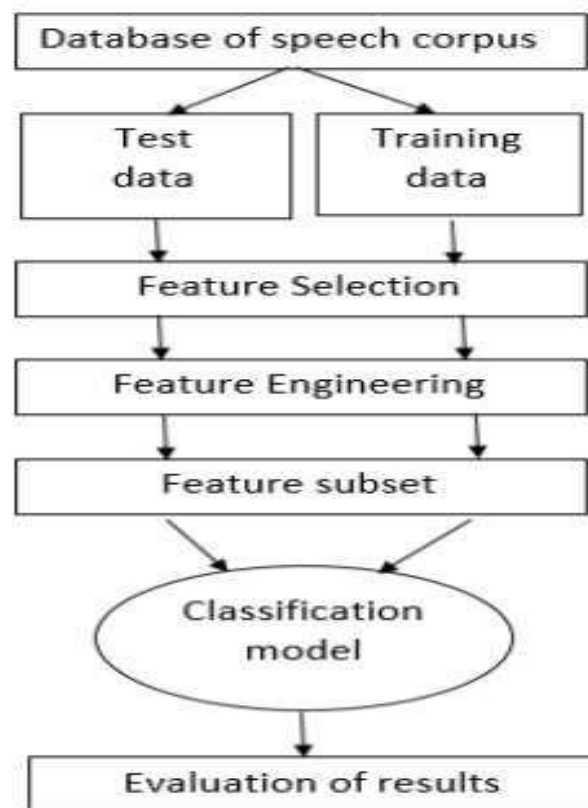 Database of speech corpus
Test
data
Training
data
Feature Selection
Feature Engineering
Feature subset
Classification
model
Evaluation of results